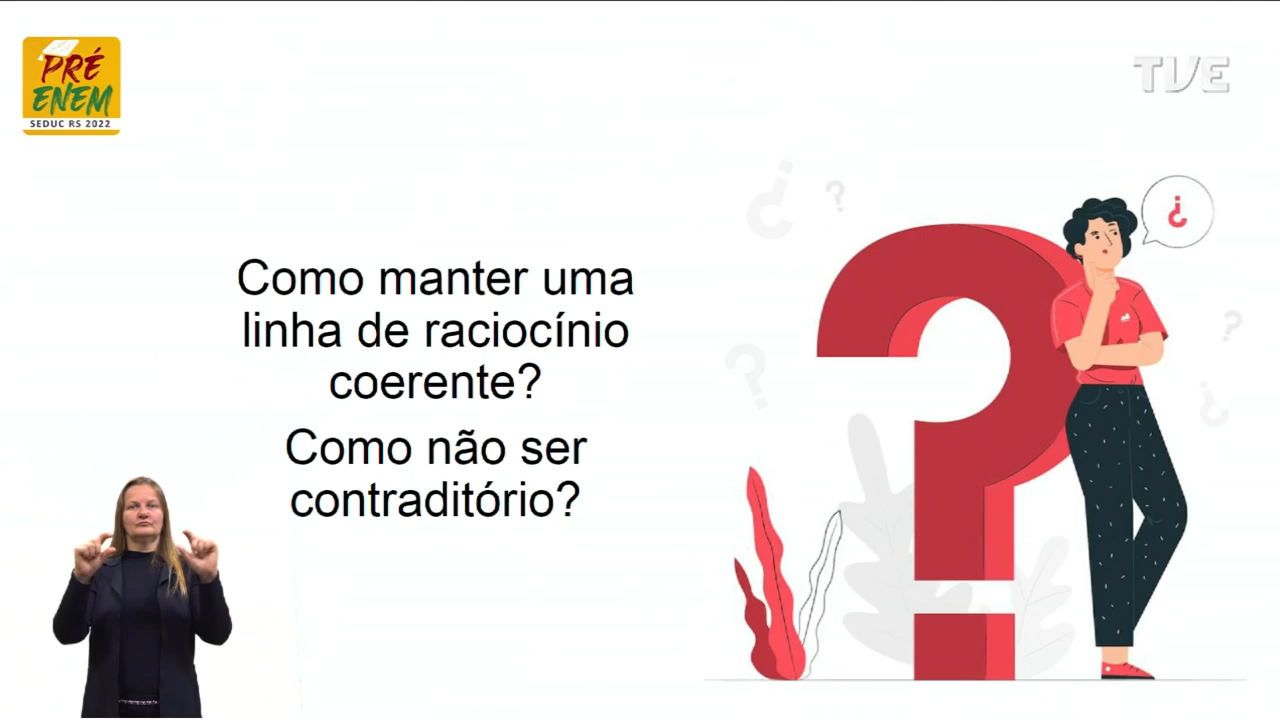 PRÉ
ENEM
SEDUC RS 2022
TVE
Como manter uma
linha de raciocínio
coerente?
Como não ser
contraditório?
¿